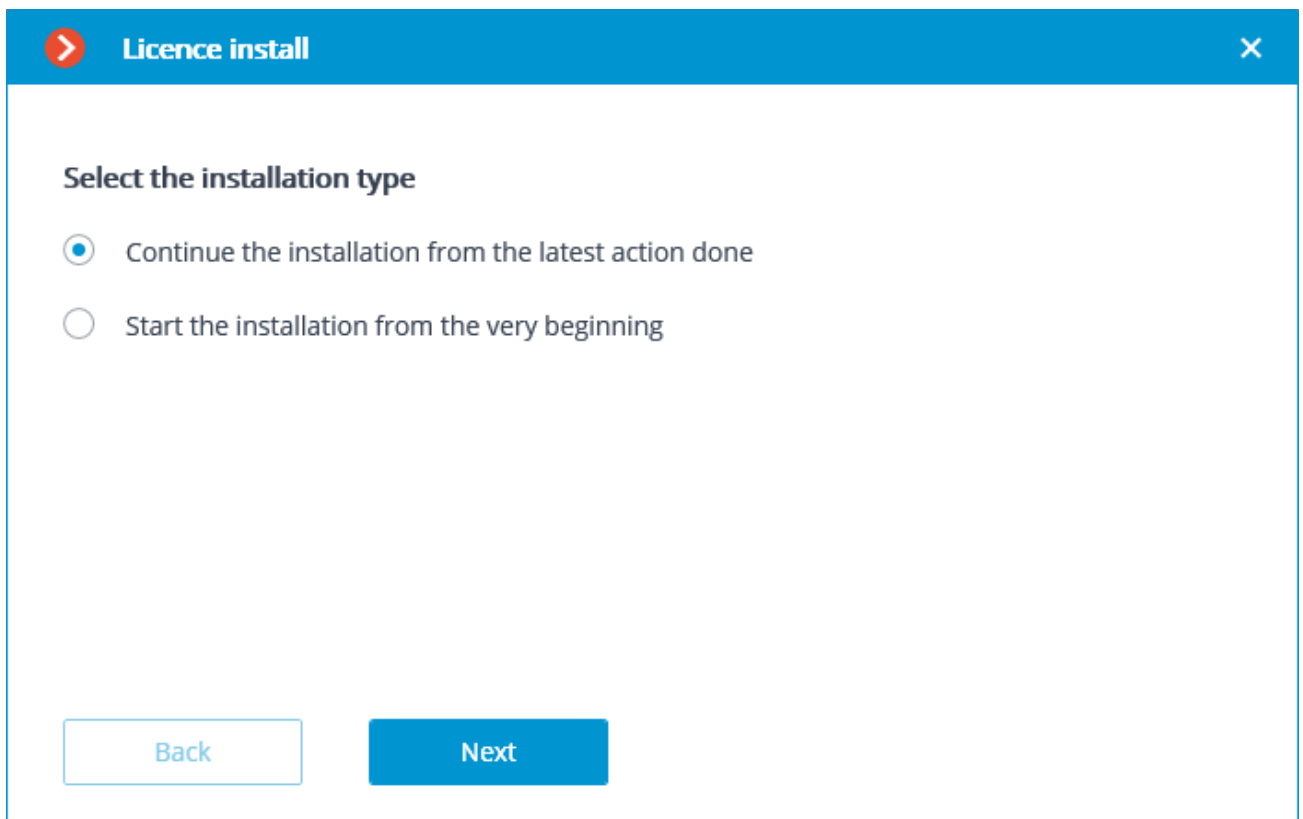 Licence install
Select the installation type
Continue the installation from the latest action done
Start the installation from the very beginning
Back
Next